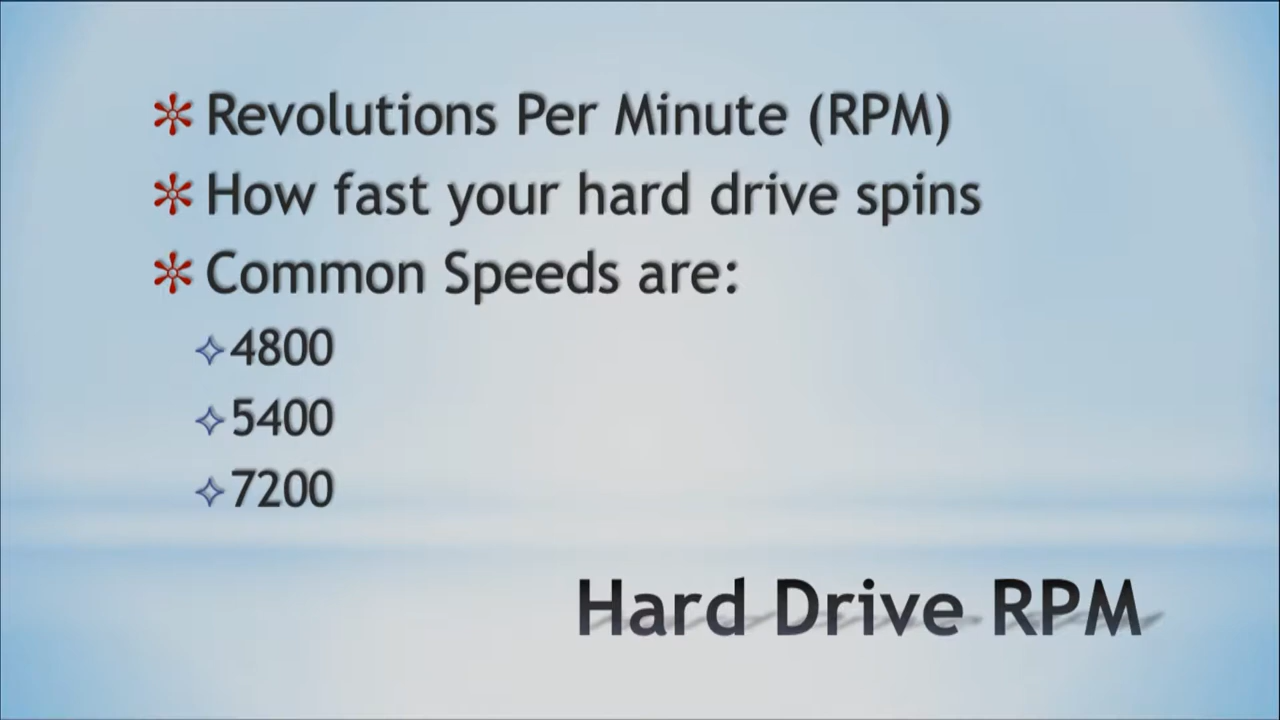 Revolutions Per Minute (RPM)
How fast your hard drive spins
Common Speeds are:
4800
5400
7200
Hard Drive RPM